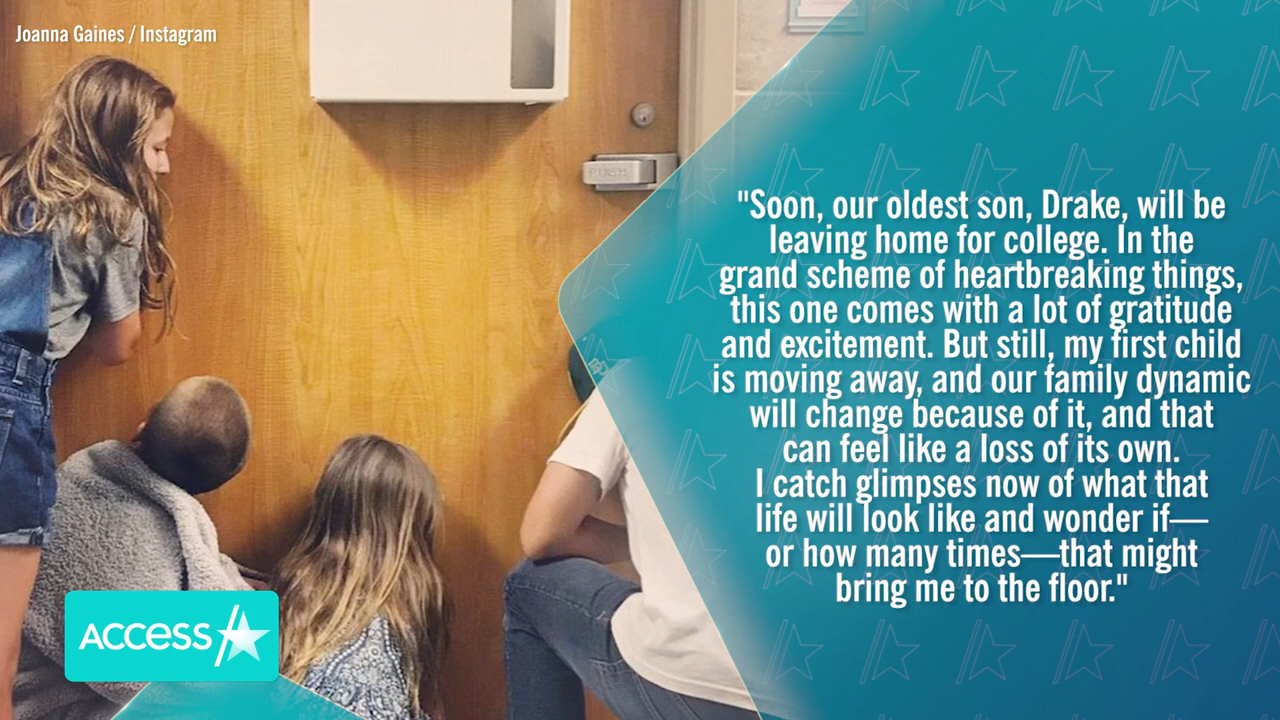 Joanna Gaines / Instagram
PUSH
"Soon, our oldest son, Drake, will be
leaving home for college. In the
grand scheme of heartbreaking things,
this one comes with a lot of gratitude
and excitement. But still, my first child
is moving away, and our family dynamic
will change because of it, and that
can feel like a loss of its own.
I catch glimpses now of what that
life will look like and wonder if—
or how many times—that might
bring me to the floor."
ACCESS